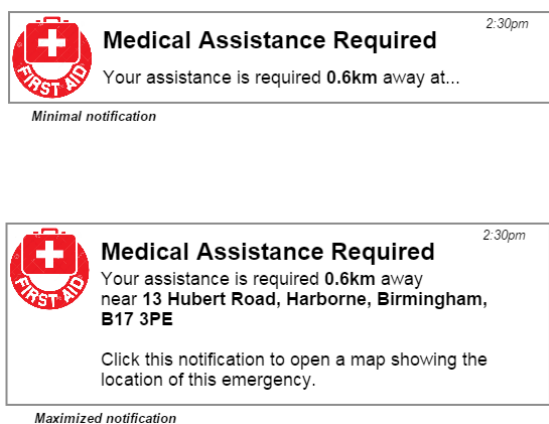 2:30pm
Medical Assistance Required
Your assistance is required 0.6km away at...
FIRST AID
Minimal notification
2:30pm
Medical Assistance Required
Your assistance is required 0.6km away
near 13 Hubert Road, Harborne, Birmingham,
B17 3PE
Click this notification to open a map showing the
location of this emergency.
FIRST AID
Maximized notification